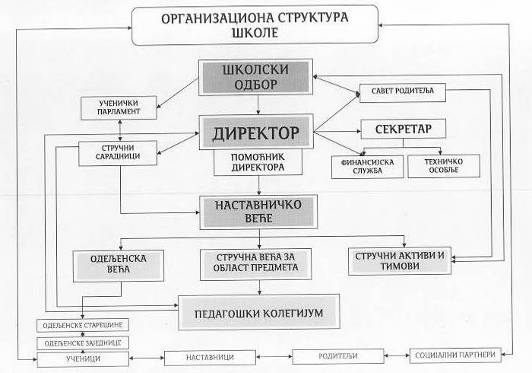 ОРГАНИЗАЦИОНА СТРУКТУРА
ШКОЛЕ
ШКОЛСКИ
ОДБОР
САВЕТ РОДИТЕЉА
УЧЕНИЧКИ
ПАРЛАМЕНТ
ДИРЕКТОР
СЕКРЕТАР
СТРУЧНИ
САРАДНИЦИ
ПОМОЋНИК
ДИРЕКТОРА
ФИНАНСИЈСКА
СЛУЖБА
ТЕХНИЧКО
ОСОБЉЕ
НАСТАВНИЧКО
ВЕЋЕ
ОДЕЉЕНСКА
ВЕЋА
СТРУЧНА ВЕЋА ЗА
ОБЛАСТ ПРЕДМЕТА
СТРУЧНИ АКТИВИ И
ТИМОВИ
ПЕДАГОШКИ КОЛЕГИЈУМ
ОДЕЉЕНСКЕ СТАРЕШИНЕ
ОДЕЉЕНСКЕ ЗАЈЕДНИЦЕ
УЧЕНИЦИ
НАСТАВНИЦИ
РОДИТЕЉИ
СОЦИЈАЛНИ ПАРТНЕРИ